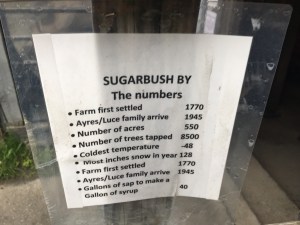 SUGARBUSH BY
The numbers
• Farm first settled 1770
• Ayres/Luce family arrive 1945
• Number of acres 550
• Number of trees tapped 8500
• Coldest temperature -48
• Most inches snow in year 128
• Farm first settled 1770
• Ayres/Luce family arrive 1945
• Gallons of sap to make a
Gallon of syrup 40